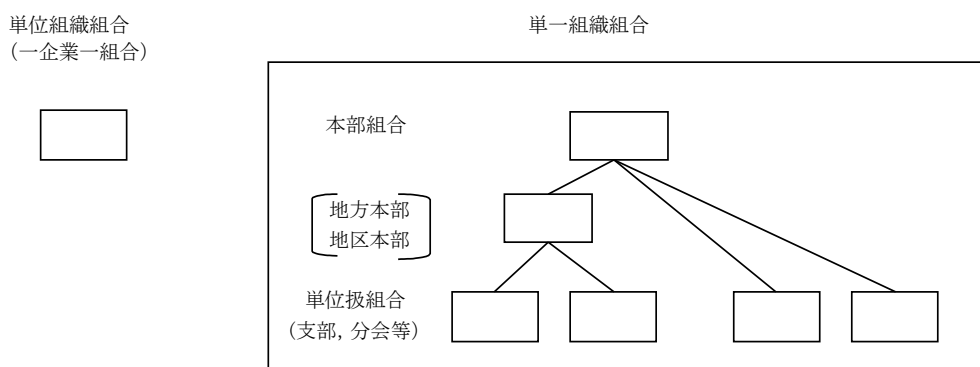 単位組織組合
（一企業一組合）
単一組織組合
本部組合
地方本部
地区本部
単位扱組合
（支部, 分会等）